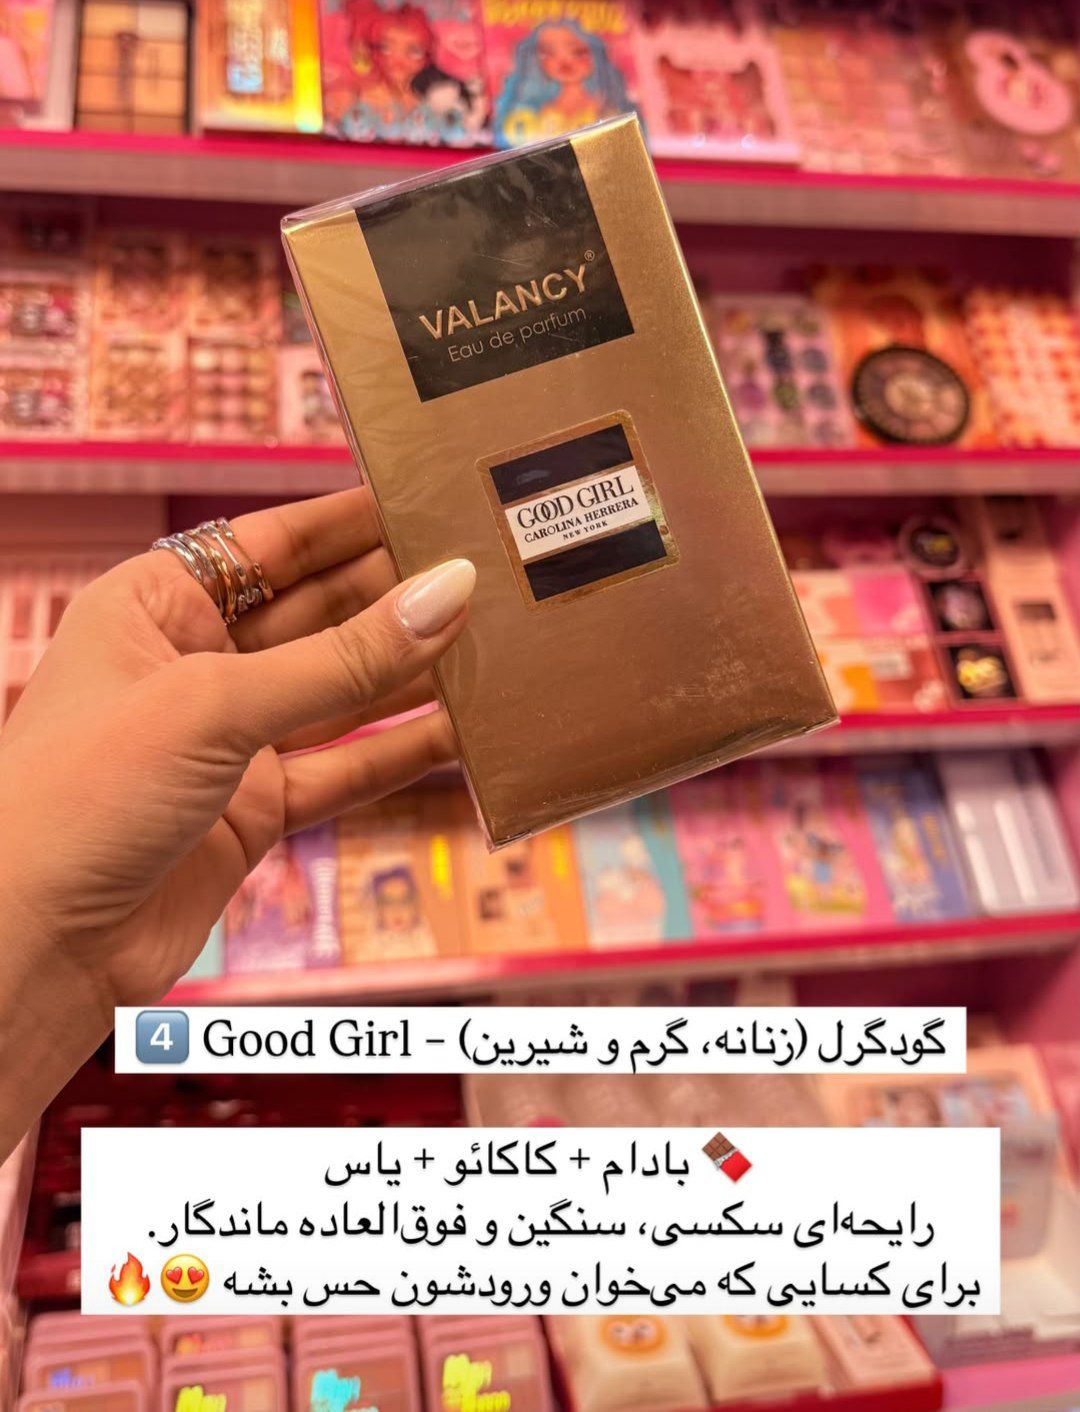 VALANCY®
Eau de parfum
GOOD GIRL
CAROLINA HERRERA
NEW YORK
4️⃣ Good Girl – گودگرل (زنانه، گرم و شیرین)
🍫 بادام + کاکائو + یاس
رایحه‌ای سکسی، سنگین و فوق‌العاده ماندگار.
برای کسایی که می‌خوان ورودشون حس بشه 😍🔥